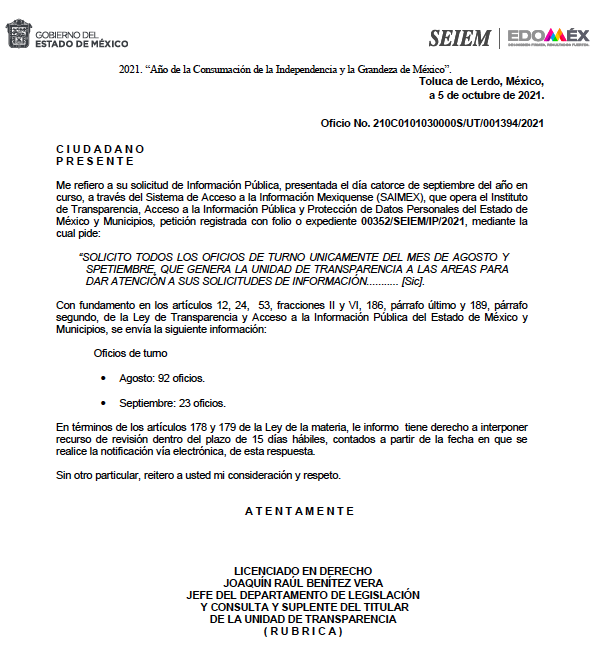 GOBIERNO DEL
ESTADO DE MÉXICO
SEIEM
EDOMÉX
DECISIONES FIRMES, RESULTADOS FUERTES.
2021. “Año de la Consumación de la Independencia y la Grandeza de México”.
Toluca de Lerdo, México,
a 5 de octubre de 2021.
Oficio No. 210C0101030000S/UT/001394/2021
C I U D A D A N O
P R E S E N T E
Me refiero a su solicitud de Información Pública, presentada el día catorce de septiembre del año en
curso, a través del Sistema de Acceso a la Información Mexiquense (SAIMEX), que opera el Instituto
de Transparencia, Acceso a la Información Pública y Protección de Datos Personales del Estado de
México y Municipios, petición registrada con folio o expediente 00352/SEIEM/IP/2021, mediante la
cual pide:
“SOLICITO TODOS LOS OFICIOS DE TURNO UNICAMENTE DEL MES DE AGOSTO Y
SPETIEMBRE, QUE GENERA LA UNIDAD DE TRANSPARENCIA A LAS AREAS PARA
DAR ATENCIÓN A SUS SOLICITUDES DE INFORMACIÓN........... [Sic].
Con fundamento en los artículos 12, 24, 53, fracciones II y VI, 186, párrafo último y 189, párrafo
segundo, de la Ley de Transparencia y Acceso a la Información Pública del Estado de México y
Municipios, se envía la siguiente información:
Oficios de turno
• Agosto: 92 oficios.
• Septiembre: 23 oficios.
En términos de los artículos 178 y 179 de la Ley de la materia, le informo tiene derecho a interponer
recurso de revisión dentro del plazo de 15 días hábiles, contados a partir de la fecha en que se
realice la notificación vía electrónica, de esta respuesta.
Sin otro particular, reitero a usted mi consideración y respeto.
A T E N T A M E N T E
LICENCIADO EN DERECHO
JOAQUÍN RAÚL BENÍTEZ VERA
JEFE DEL DEPARTAMENTO DE LEGISLACIÓN
Y CONSULTA Y SUPLENTE DEL TITULAR
DE LA UNIDAD DE TRANSPARENCIA
( R U B R I C A )